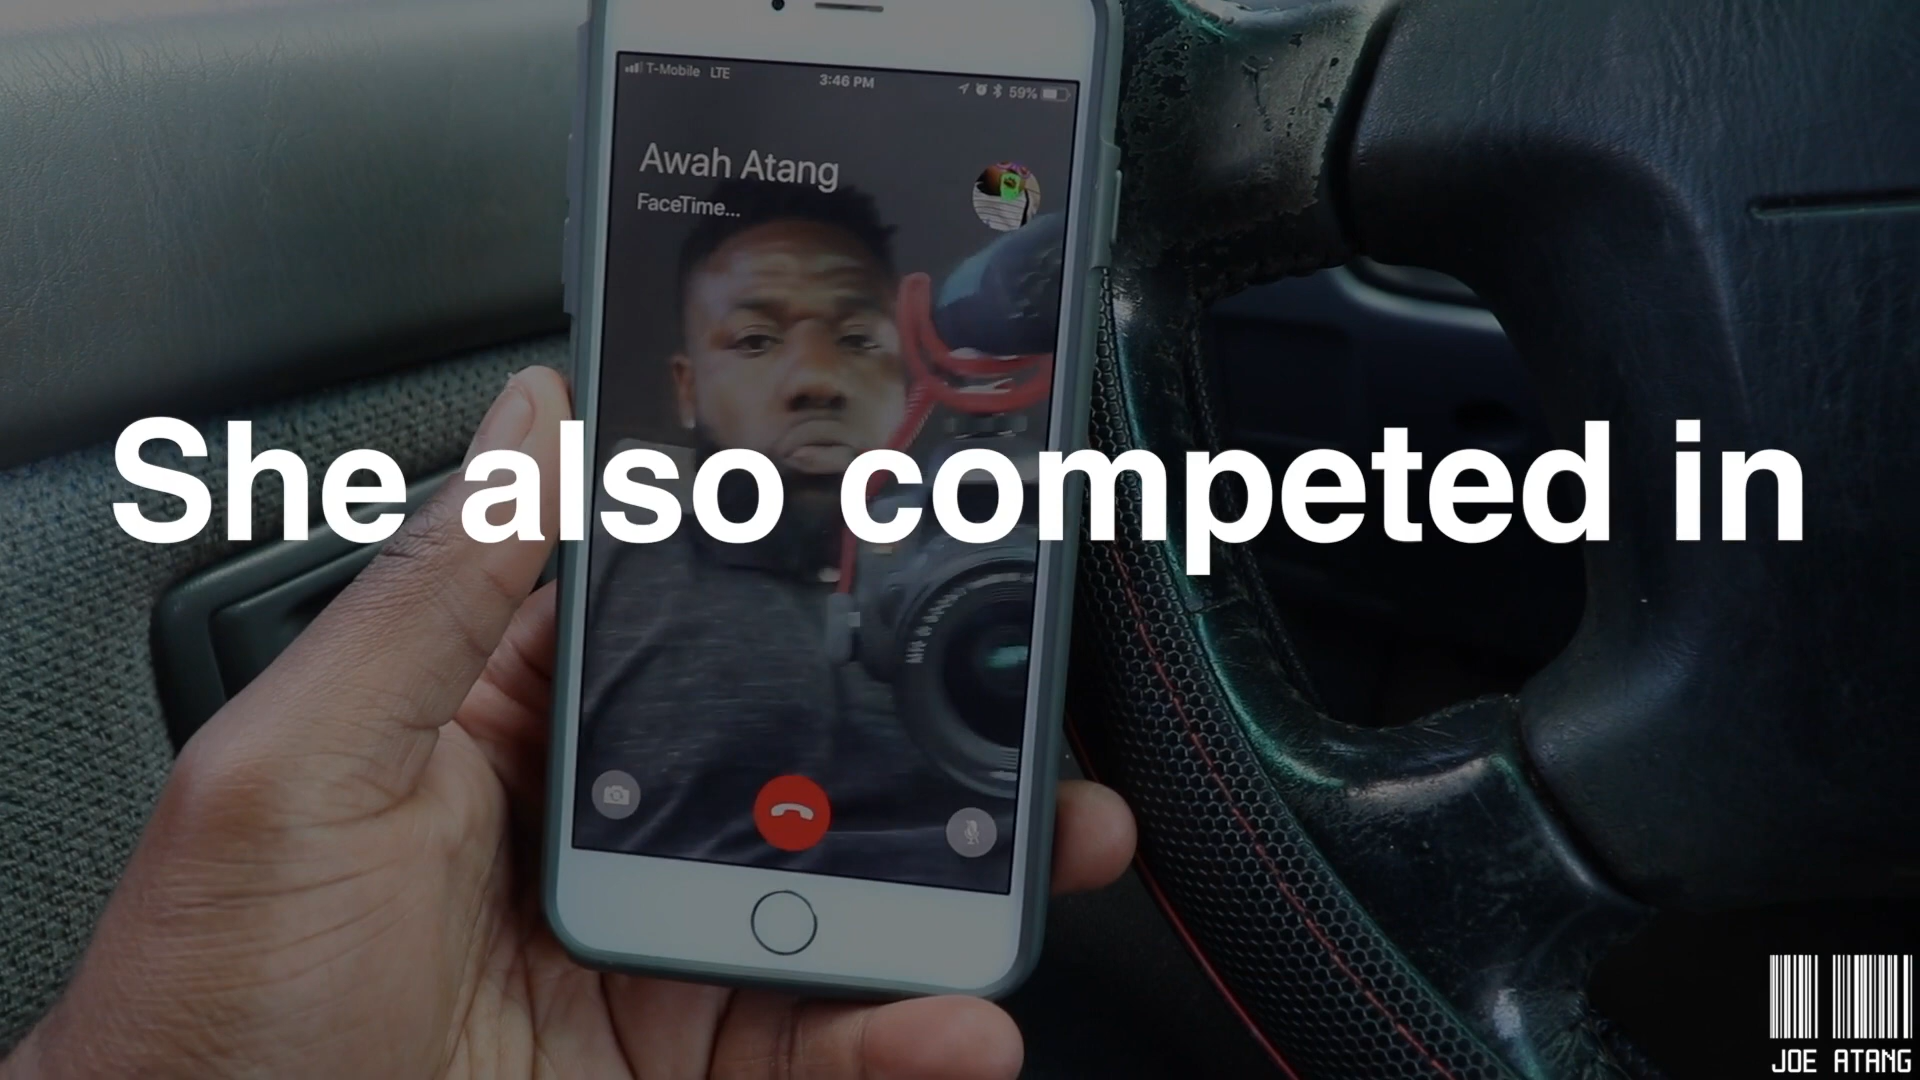 T-Mobile LTE
3:46 PM
59%
Awah Atang
FaceTime...
She also competed in
JOE ATANG